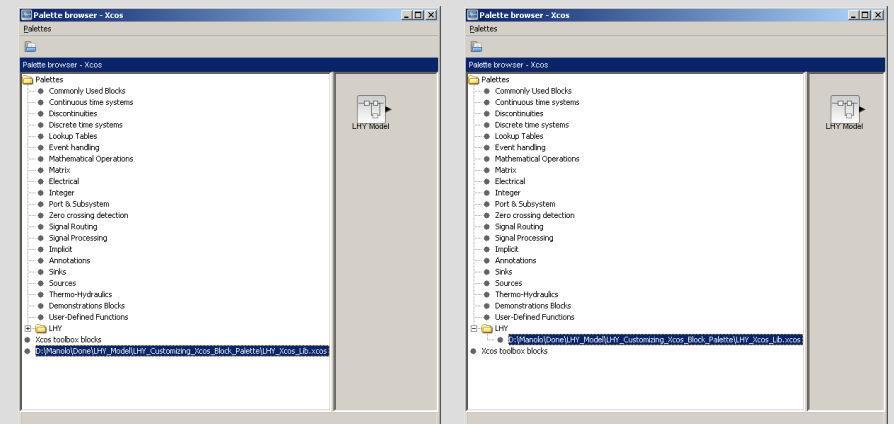 Palette browser - Xcos
Palettes
Palette browser - Xcos
Palettes
Commonly Used Blocks
Continuous time systems
Discontinuities
Discrete time systems
Lookup Tables
Event handling
Mathematical Operations
Matrix
Electrical
Integer
Port & Subsystem
Zero crossing detection
Signal Routing
Signal Processing
Implicit
Annotations
Sinks
Sources
Thermo-Hydraulics
Demonstrations Blocks
User-Defined Functions
LHY
Xcos toolbox blocks
D:\Manolo\Done\LHY_Model\LHY_Customizing_Xcos_Block_Palette\LHY_Xcos_Lib.xcos
LHY Model
Palette browser - Xcos
Palettes
Palette browser - Xcos
Palettes
Commonly Used Blocks
Continuous time systems
Discontinuities
Discrete time systems
Lookup Tables
Event handling
Mathematical Operations
Matrix
Electrical
Integer
Port & Subsystem
Zero crossing detection
Signal Routing
Signal Processing
Implicit
Annotations
Sinks
Sources
Thermo-Hydraulics
Demonstrations Blocks
User-Defined Functions
LHY
D:\Manolo\Done\LHY_Model\LHY_Customizing_Xcos_Block_Palette\LHY_Xcos_Lib.xcos
Xcos toolbox blocks
LHY Model